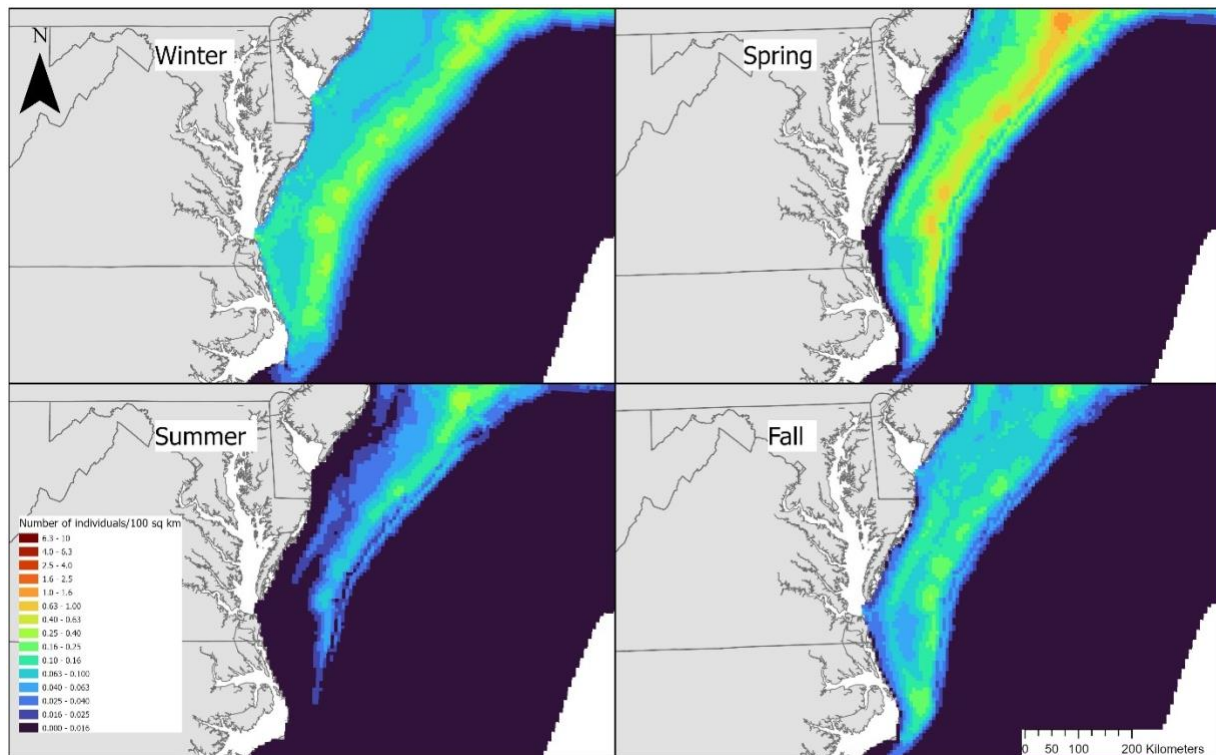 N
Winter
Spring
Summer
Fall
Number of individuals/100 sq km
6.3 - 10
4.0 - 6.3
2.5 - 4.0
1.6 - 2.5
1.0 - 1.6
0.63 - 1.00
0.40 - 0.63
0.25 - 0.40
0.16 - 0.25
0.10 - 0.16
0.063 - 0.100
0.040 - 0.063
0.025 - 0.040
0.016 - 0.025
0.000 - 0.016
0 50 100 200 Kilometers